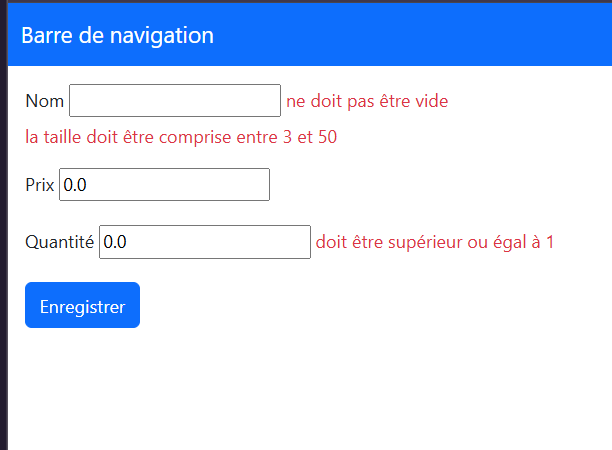 Barre de navigation
Nom ne doit pas être vide
la taille doit être comprise entre 3 et 50
Prix 0.0
Quantité 0.0 doit être supérieur ou égal à 1
Enregistrer